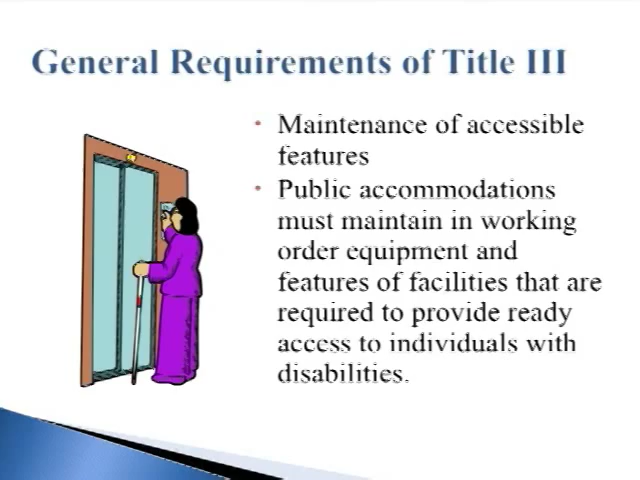 General Requirements of Title III
• Maintenance of accessible
features
• Public accommodations
must maintain in working
order equipment and
features of facilities that are
required to provide ready
access to individuals with
disabilities.